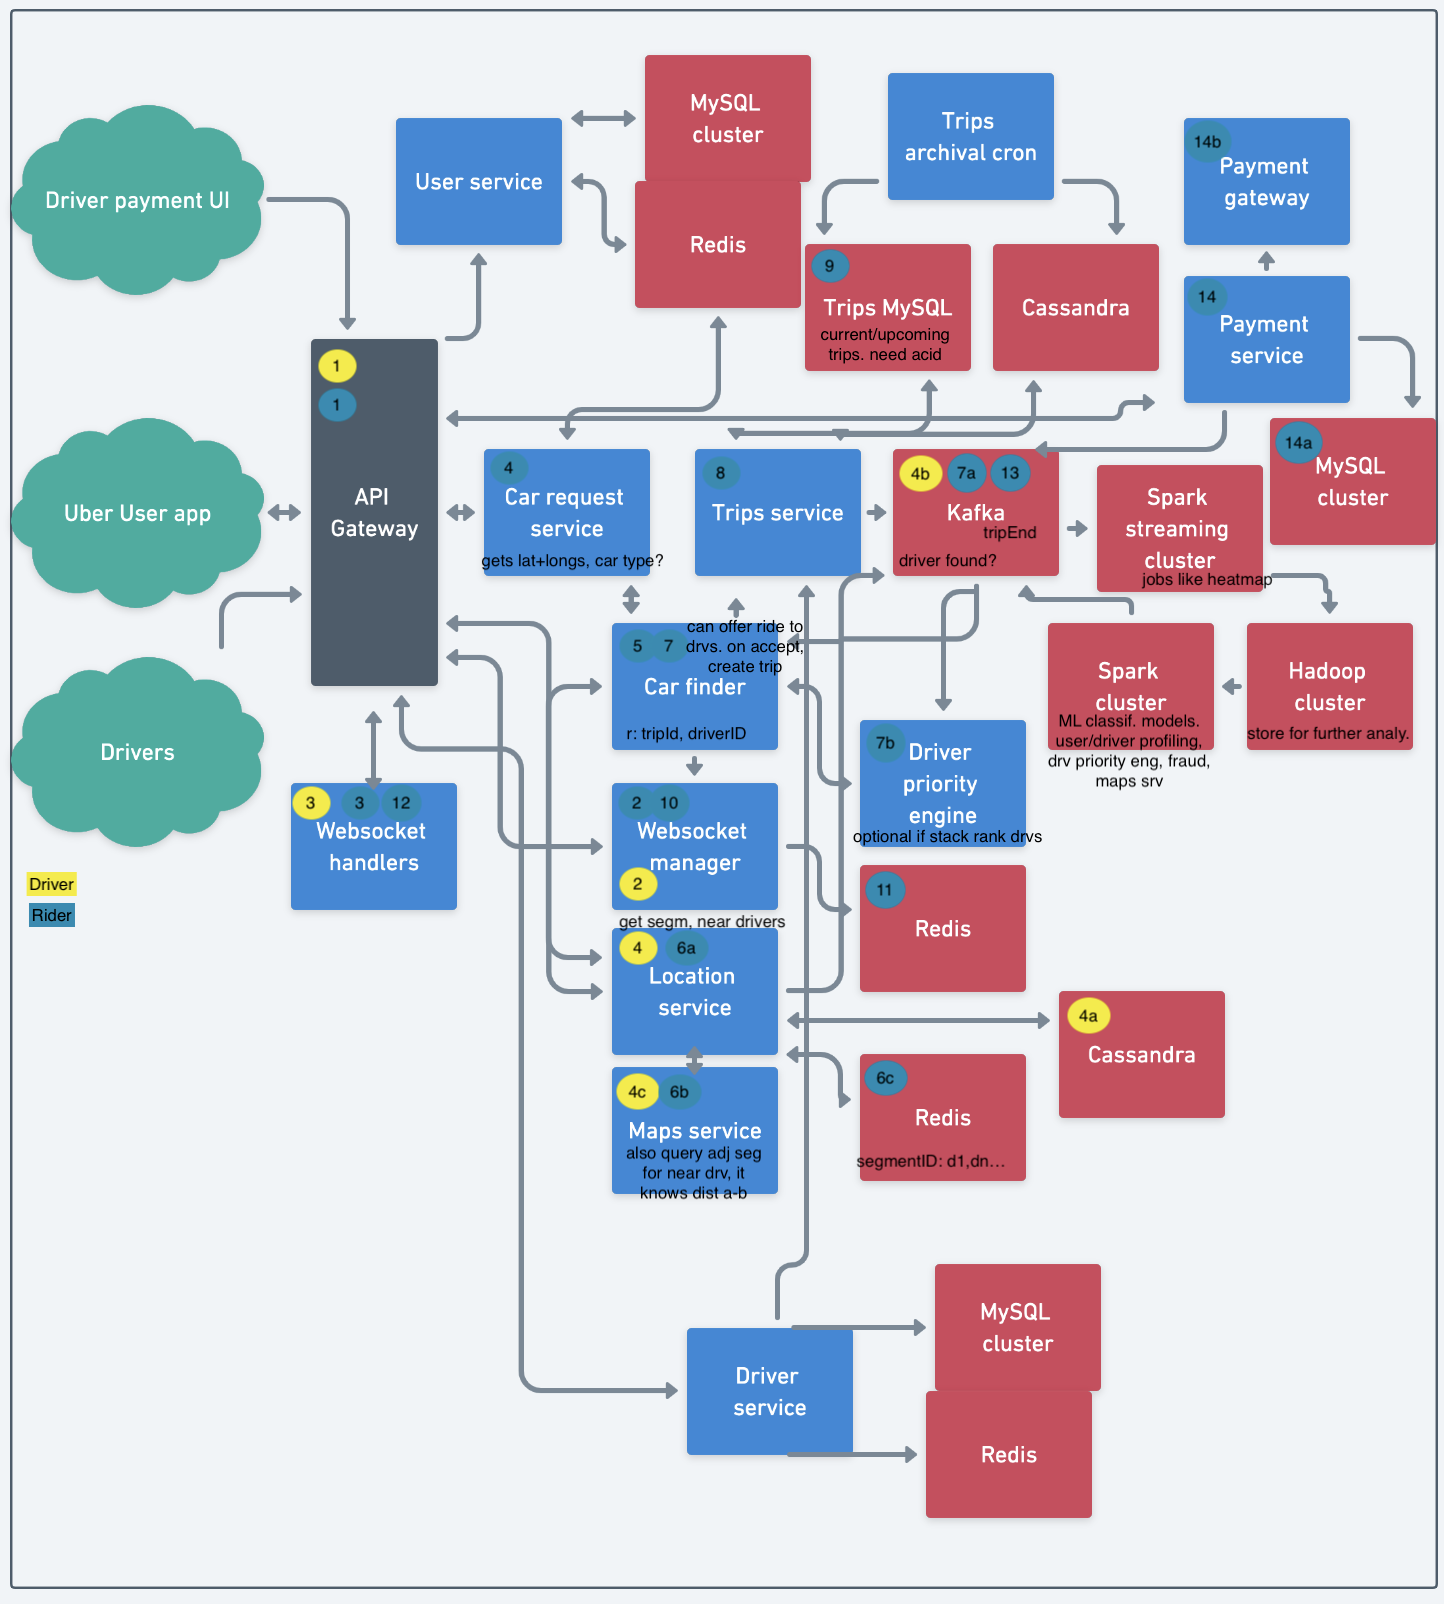 MySQL
cluster
Trips
archival cron
14b
Payment
gateway
Driver payment UI
User service
Redis
9
Trips MySQL
current/upcoming
trips. need acid
Cassandra
14
Payment
service
1
1
API
Gateway
Uber User app
4
Car request
service
gets lat+longs, car type?
8
Trips service
4b
7a
13
Kafka
tripEnd
driver found?
Spark
streaming
cluster
jobs like heatmap
14a
MySQL
cluster
Drivers
5
7
can offer ride to
drvs. on accept,
create trip
Car finder
r: tripId, driverID
Spark
cluster
ML classif. models.
user/driver profiling,
drv priority eng, fraud,
maps srv
Hadoop
cluster
store for further analy.
7b
Driver
priority
engine
optional if stack rank drvs
3
3
12
Websocket
handlers
2
10
Websocket
manager
2
Driver
Rider
11
Redis
get segm, near drivers
4
6a
Location
service
4a
Cassandra
4c
6b
Maps service
also query adj seg
for near drv, it
knows dist a-b
6c
Redis
segmentID: d1,dn...
MySQL
cluster
Driver
service
Redis